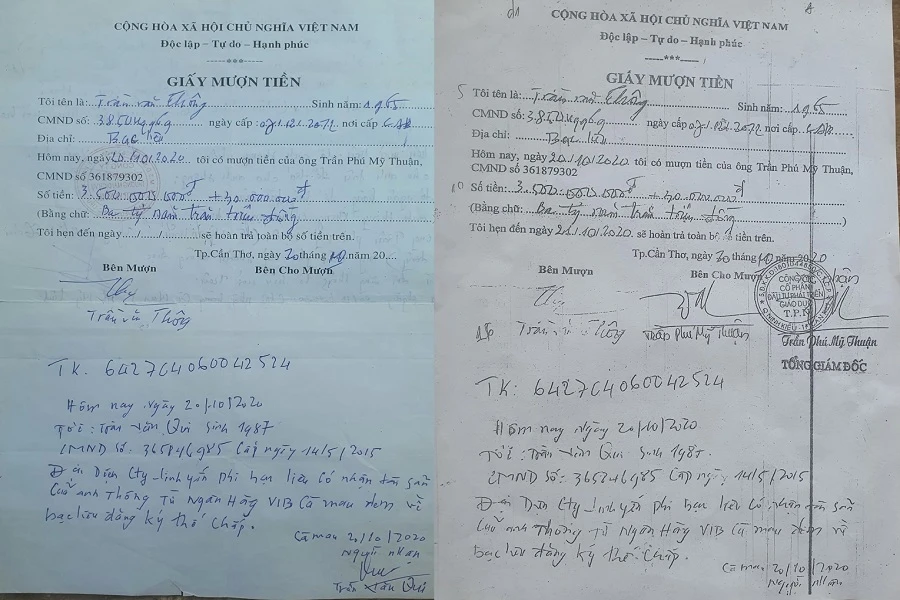 CỘNG HÒA XÃ HỘI CHỦ NGHĨA VIỆT NAM
Độc lập – Tự do – Hạnh phúc
-----***-----
GIẤY MƯỢN TIỀN
Tôi tên là:...Trần văn Thông Sinh năm: 1965
CMND số: ngày cấp nơi cấp
Địa chỉ: Bạc liêu
Hôm nay, ngày 20/10/2020 tôi có mượn tiền của ông Trần Phú Mỹ Thuận,
CMND số 361879302
Số tiền: 3.500.000.000đ + 30.000.000đ
(Bằng chữ: Ba tỷ năm trăm triệu đồng
Tôi hẹn đến ngày...../...../........ sẽ hoàn trả toàn bộ số tiền trên.
Tp.Cần Thơ, ngày 20 tháng 10 năm 20....
Bên Mượn Bên Cho Mượn
Trần văn Thông
TK. 6427C4060042524
Hôm nay ngày 20/10/2020
Tôi: Trần Văn Qui Sinh 1987
CMND Số: 365846985 Cấp ngày 14/5/2015
Đại Diện Cty linh yến phi bạc liêu Có nhận tài sản
Của anh Thông Từ Ngân Hàng VIB Cà mau đem về
bạc liêu đăng ký thế chấp.
Cà mau 20/10/2020
Người nhận
Trần Văn Qui
d1
CỘNG HÒA XÃ HỘI CHỦ NGHĨA VIỆT NAM
Độc lập – Tự do – Hạnh phúc
-----***-----
GIẤY MƯỢN TIỀN
5 Tôi tên là:...Trần văn Thông Sinh năm: 1965
CMND số: ngày cấp nơi cấp
Địa chỉ: Bạc liêu
Hôm nay, ngày 20/10/2020 tôi có mượn tiền của ông Trần Phú Mỹ Thuận,
CMND số 361879302
10 Số tiền: 3.500.000.000đ + 30.000.000đ
(Bằng chữ: Ba tỷ năm trăm triệu đồng )
Tôi hẹn đến ngày 21/10/2020 sẽ hoàn trả toàn bộ số tiền trên.
Tp.Cần Thơ, ngày 20 tháng 10 năm 2020
Bên Mượn Bên Cho Mượn
CÔNG TY
CỔ PHẦN
ĐẦU TƯ PHÁT TRIỂN
GIÁO DỤC
T.P.N
Trần văn Thông Trần Phú Mỹ Thuận
Trần Phú Mỹ Thuận
TỔNG GIÁM ĐỐC
TK: 6427C4060042524
Hôm nay ngày 20/10/2020
Tôi: Trần Văn Qui Sinh 1987.
CMND Số: 365846985 Cấp ngày 14/5/2015
Đại Diện Cty linh yến phi bạc liêu Có nhận tài sản
Của anh Thông Từ Ngân Hàng VIB Cà mau đem về
bạc liêu đăng ký thế chấp.
Cà mau 20/10/2020
Người nhận